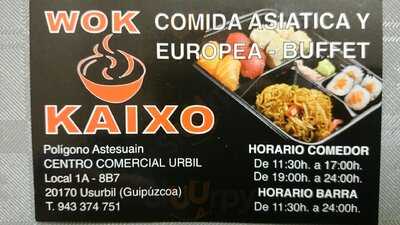 WOK
KAIXO
COMIDA ASIATICA Y
EUROPEA - BUFFET
Polígono Astesuain
CENTRO COMERCIAL URBIL
Local 1A - 8B7
20170 Usurbil (Guipúzcoa)
T. 943 374 751
HORARIO COMEDOR
De 11:30h. a 17:00h.
De 19:00h. a 24:00h.
HORARIO BARRA
De 11:30h. a 24:00h.